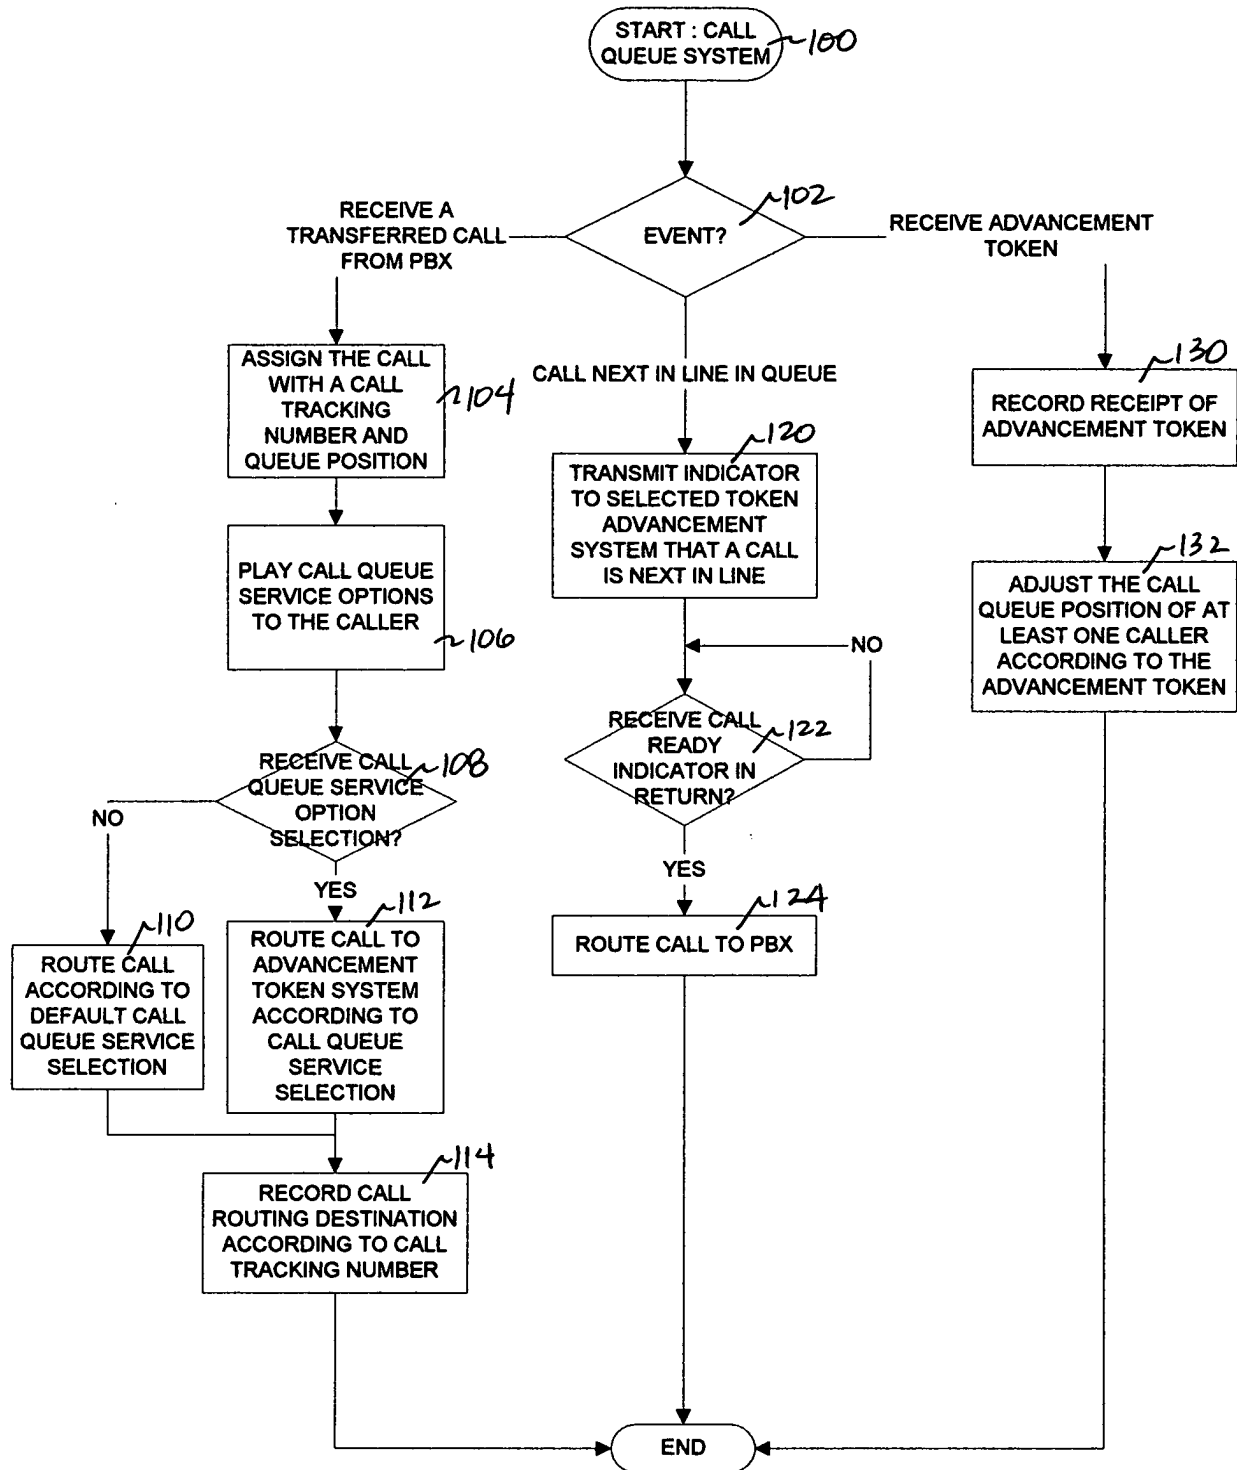 START : CALL
QUEUE SYSTEM
100
EVENT?
102
RECEIVE A
TRANSFERRED CALL
FROM PBX
RECEIVE ADVANCEMENT
TOKEN
ASSIGN THE CALL
WITH A CALL
TRACKING
NUMBER AND
QUEUE POSITION
104
CALL NEXT IN LINE IN QUEUE
130
RECORD RECEIPT OF
ADVANCEMENT TOKEN
120
TRANSMIT INDICATOR
TO SELECTED TOKEN
ADVANCEMENT
SYSTEM THAT A CALL
IS NEXT IN LINE
PLAY CALL QUEUE
SERVICE OPTIONS
TO THE CALLER
106
132
ADJUST THE CALL
QUEUE POSITION OF AT
LEAST ONE CALLER
ACCORDING TO THE
ADVANCEMENT TOKEN
NO
RECEIVE CALL
READY
INDICATOR IN
RETURN?
122
RECEIVE CALL
QUEUE SERVICE
OPTION
SELECTION?
108
NO
YES
YES
110
ROUTE CALL
ACCORDING TO
DEFAULT CALL
QUEUE SERVICE
SELECTION
112
ROUTE CALL TO
ADVANCEMENT
TOKEN SYSTEM
ACCORDING TO
CALL QUEUE
SERVICE
SELECTION
124
ROUTE CALL TO PBX
114
RECORD CALL
ROUTING DESTINATION
ACCORDING TO CALL
TRACKING NUMBER
END